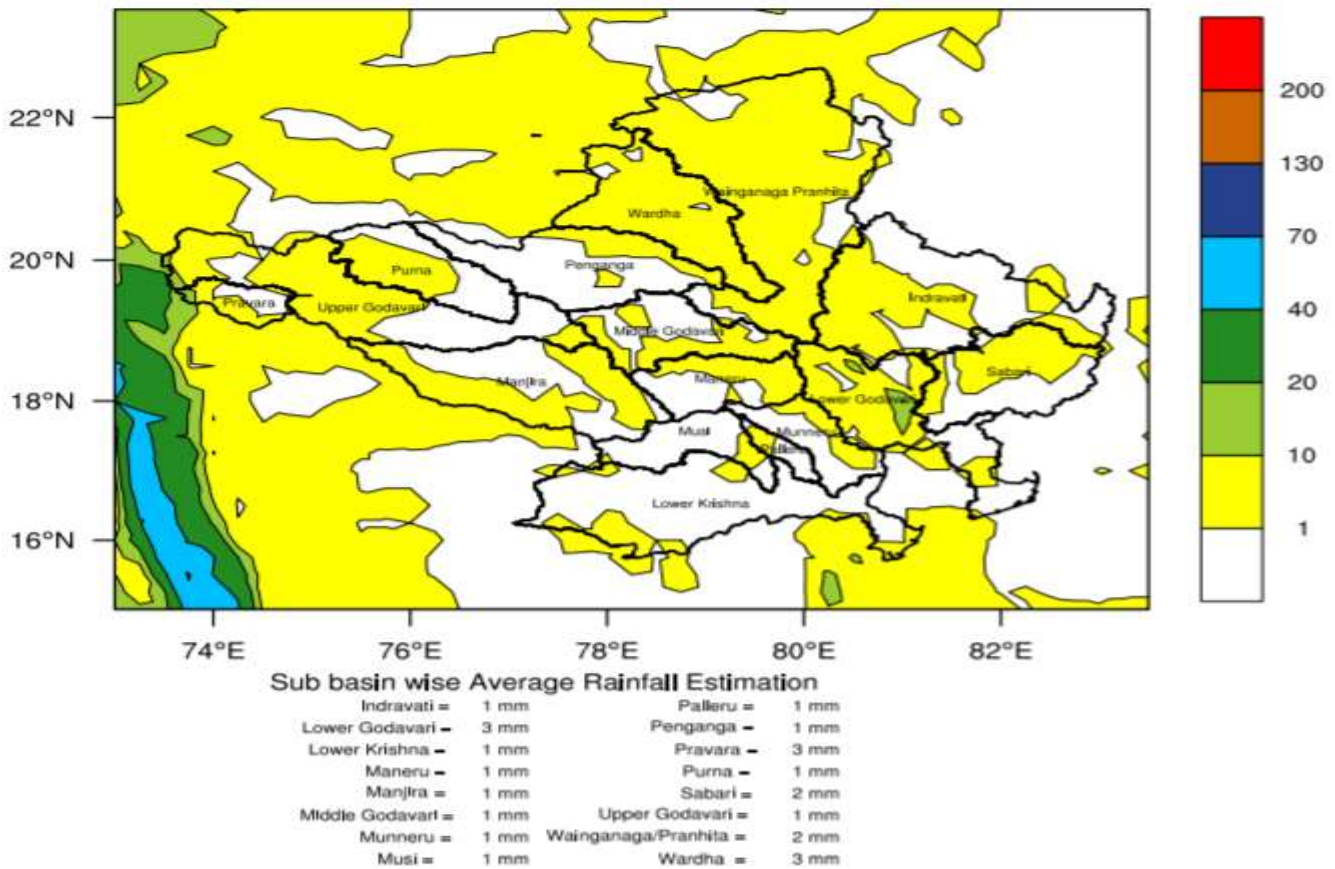 22°N
20°N
18°N
16°N
74°E 76°E 78°E 80°E 82°E
200
130
70
40
20
10
1
Wainganaga Pranhita
Wardha
Penganga
Purna
Pravara
Upper Godavari
Indravati
Middle Godavari
Manjira
Maneru
Sabari
Lower Godavari
Musi
Munneru
Palleru
Lower Krishna
Sub basin wise Average Rainfall Estimation
Indravati = 1 mm Palleru = 1 mm
Lower Godavari = 3 mm Penganga = 1 mm
Lower Krishna = 1 mm Pravara = 3 mm
Maneru = 1 mm Purna = 1 mm
Manjira = 1 mm Sabari = 2 mm
Middle Godavari = 1 mm Upper Godavari = 1 mm
Munneru = 1 mm Wainganaga/Pranhita = 2 mm
Musi = 1 mm Wardha = 3 mm